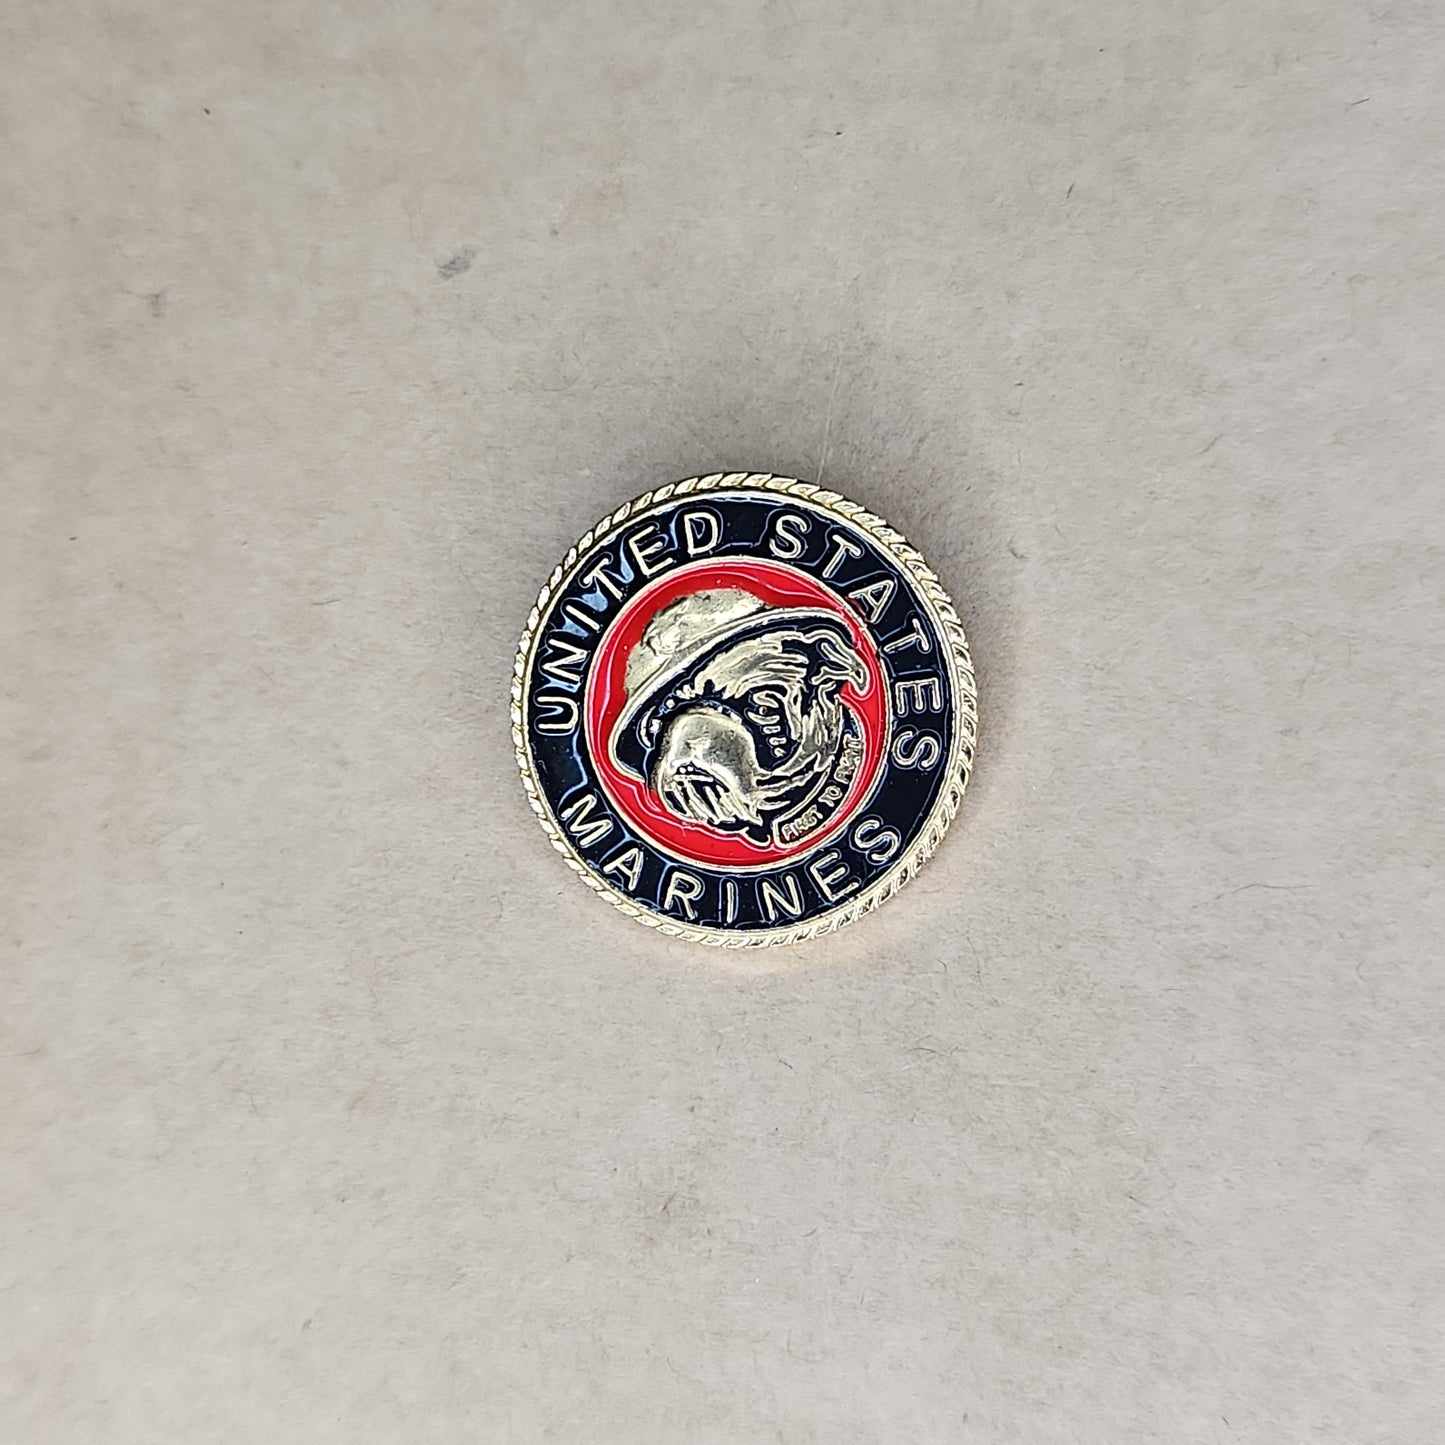 UNITED STATES
FIRST TO FIGHT
MARINES